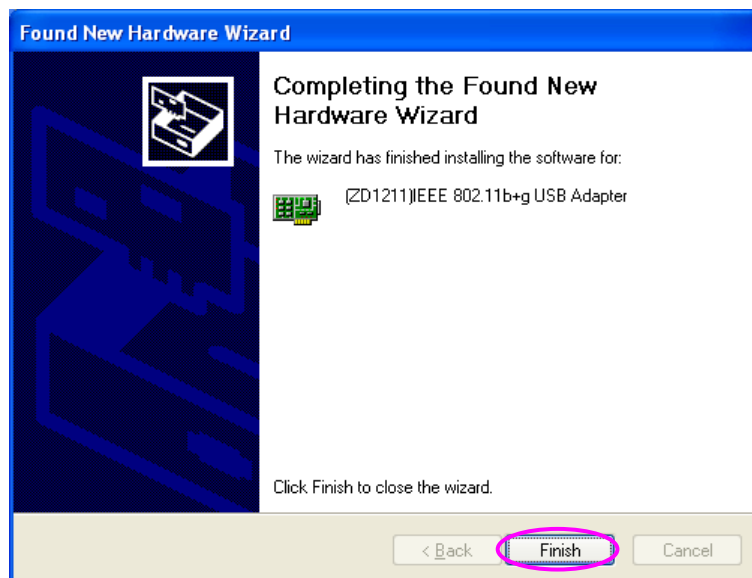 Found New Hardware Wizard
Completing the Found New
Hardware Wizard
The wizard has finished installing the software for:
(ZD1211)IEEE 802.11b+g USB Adapter
Click Finish to close the wizard.
< Back Finish Cancel